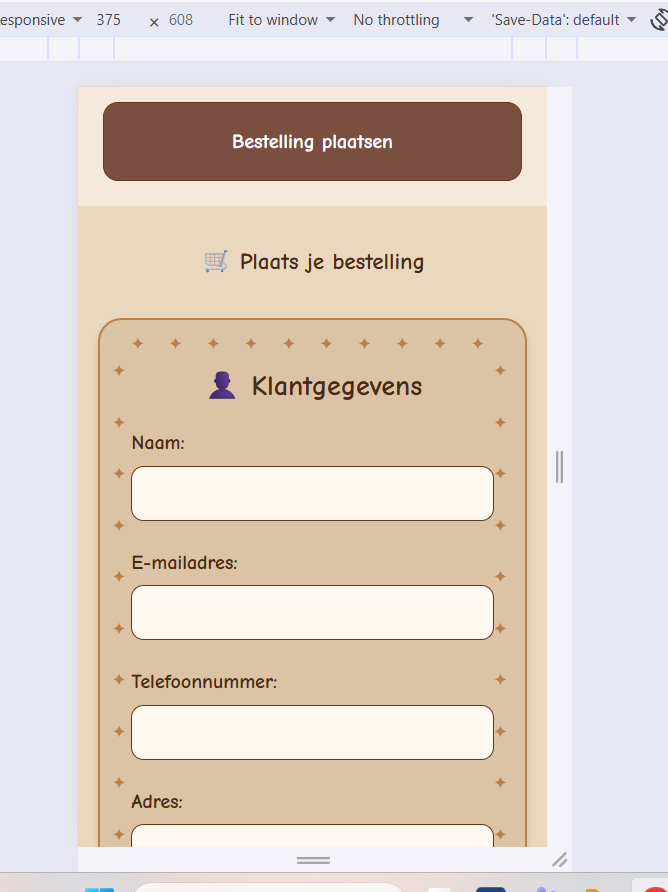 esponsive 375 × 608 Fit to window No throttling 'Save-Data': default
Bestelling plaatsen
Plaats je bestelling
Klantgegevens
Naam:
E-mailadres:
Telefoonnummer:
Adres: